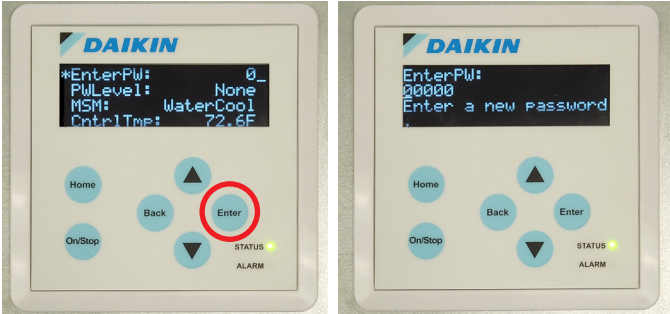 DAIKIN
*EnterPW: 0_
PWLevel: None
MSM: WaterCool
CntrlTmp: 72.6F
Home
Back
Enter
On/Stop
STATUS
ALARM
DAIKIN
EnterPW:
00000
Enter a new password
.
Home
Back
Enter
On/Stop
STATUS
ALARM